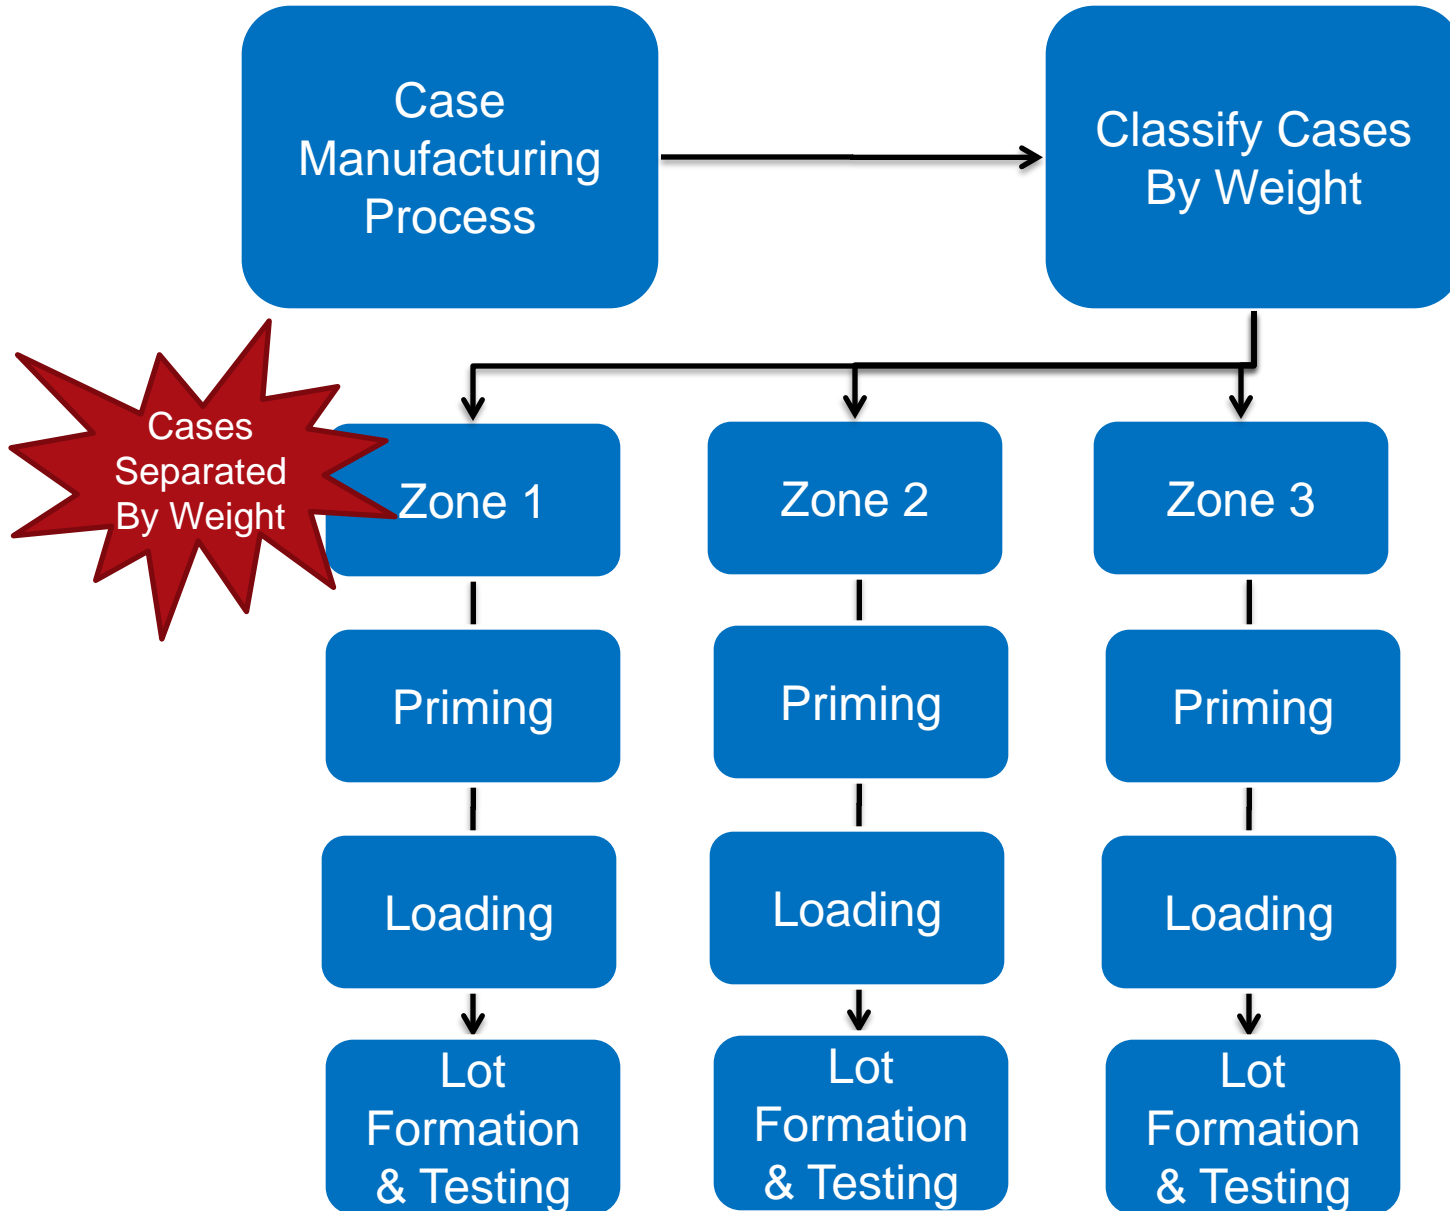 Case
Manufacturing
Process
Classify Cases
By Weight
Cases
Separated
By Weight
Zone 1
Zone 2
Zone 3
Priming
Priming
Priming
Loading
Loading
Loading
Lot
Formation
& Testing
Lot
Formation
& Testing
Lot
Formation
& Testing